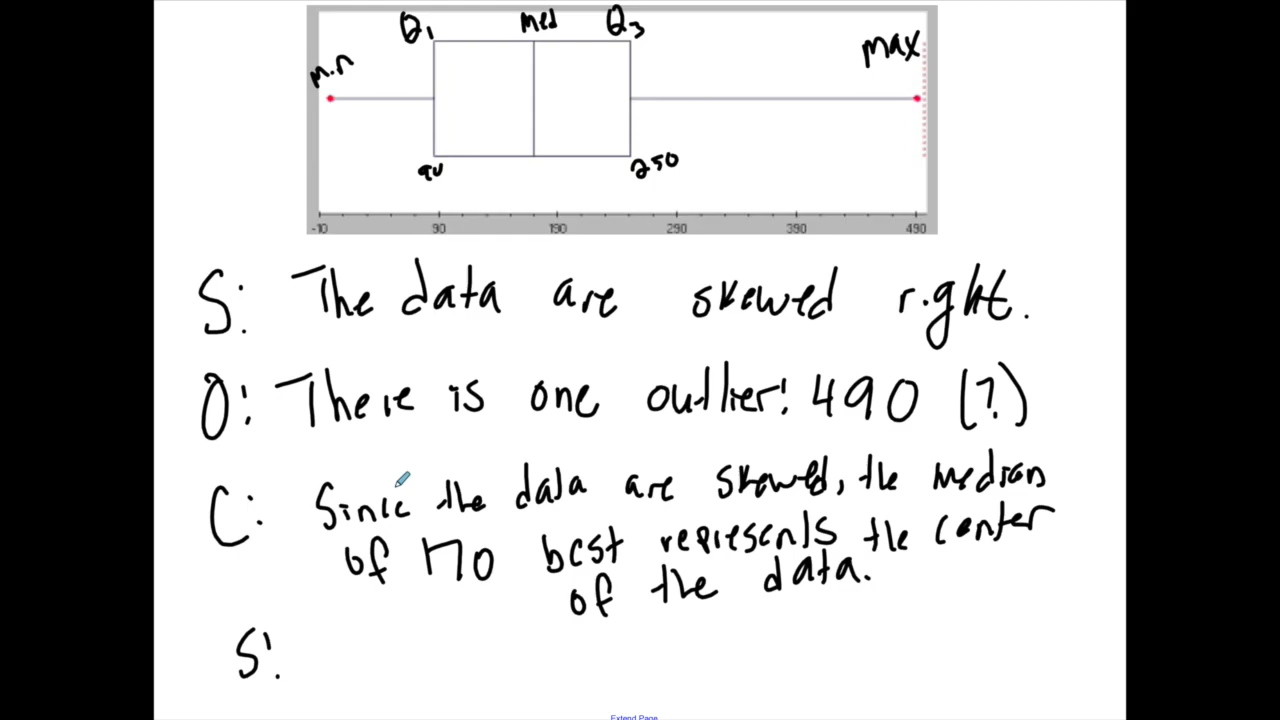 Q1 med Q3
min max
90 250
-10 90 190 290 390 490
S: The data are skewed right.
O: There is one outlier: 490 (?)
C: Since the data are skewed, the median
of 170 best represents the center
of the data.
S:
Extend Page